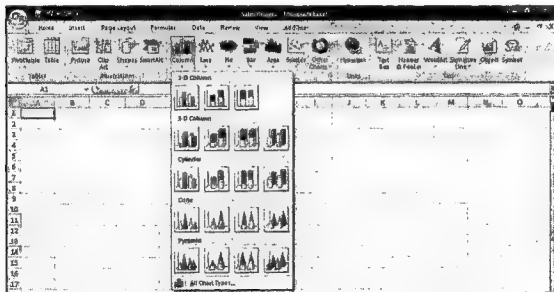 Home Insert Page Layout Formulas Data Review View Add-Ins
PivotTable Table Picture Clip Art Shapes SmartArt Column Line Pie Bar Area Scatter Other Charts Hyperlink Text Box Header & Footer WordArt Signature Line Object Symbol
Tables Illustrations Links Text
A1
A B C D I J K L M N O
2-D Column
3-D Column
Cylinder
Cone
Pyramid
All Chart Types...
1
2
3
4
5
6
7
8
9
10
11
12
13
14
15
16
17